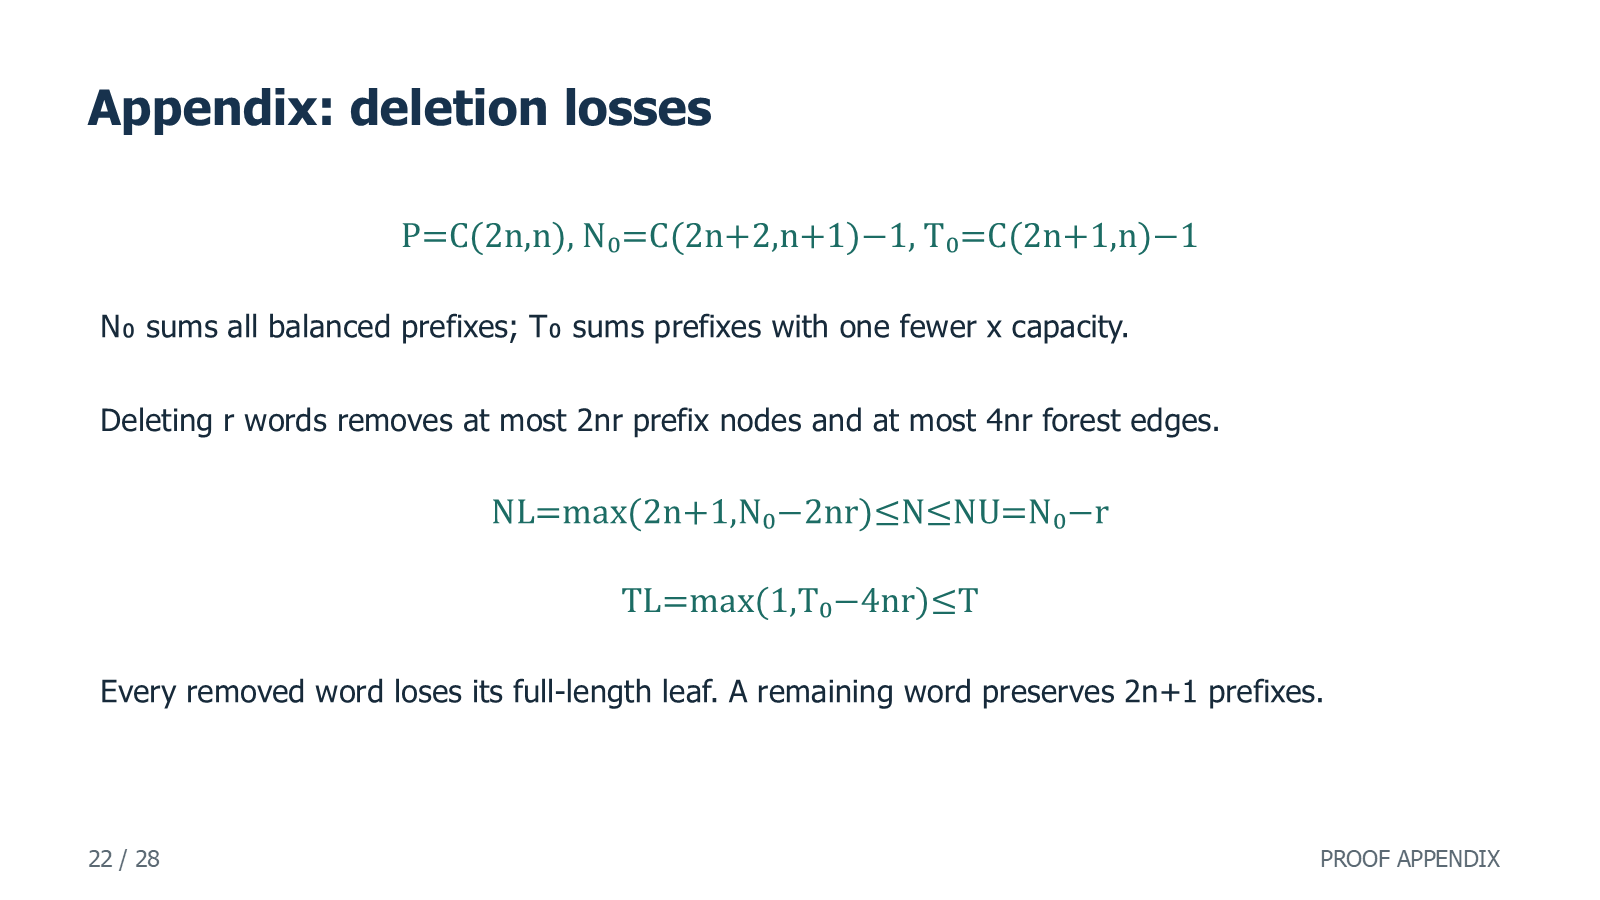 Appendix: deletion losses
P=C(2n,n), N₀=C(2n+2,n+1)−1, T₀=C(2n+1,n)−1
N₀ sums all balanced prefixes; T₀ sums prefixes with one fewer x capacity.
Deleting r words removes at most 2nr prefix nodes and at most 4nr forest edges.
NL=max(2n+1,N₀−2nr)≤N≤NU=N₀−r
TL=max(1,T₀−4nr)≤T
Every removed word loses its full-length leaf. A remaining word preserves 2n+1 prefixes.
22 / 28
PROOF APPENDIX